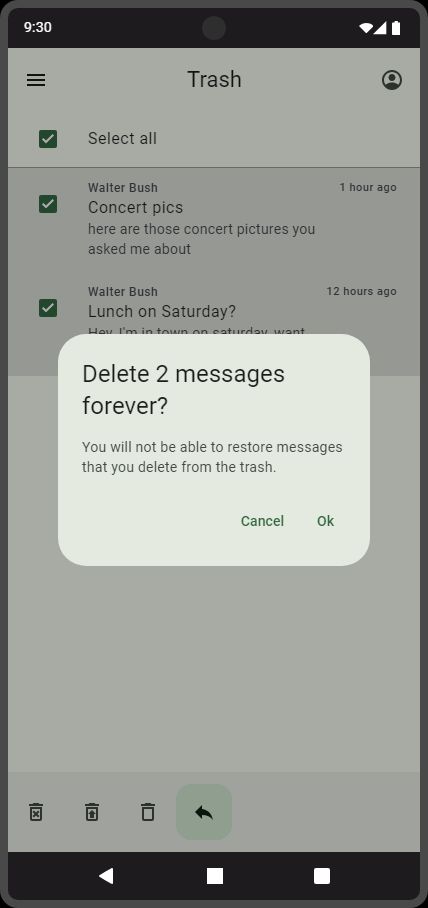 9:30
Trash
Select all
Walter Bush 1 hour ago
Concert pics
here are those concert pictures you
asked me about
Walter Bush 12 hours ago
Lunch on Saturday?
Hey, I'm in town on saturday, want
Delete 2 messages
forever?
You will not be able to restore messages
that you delete from the trash.
Cancel Ok